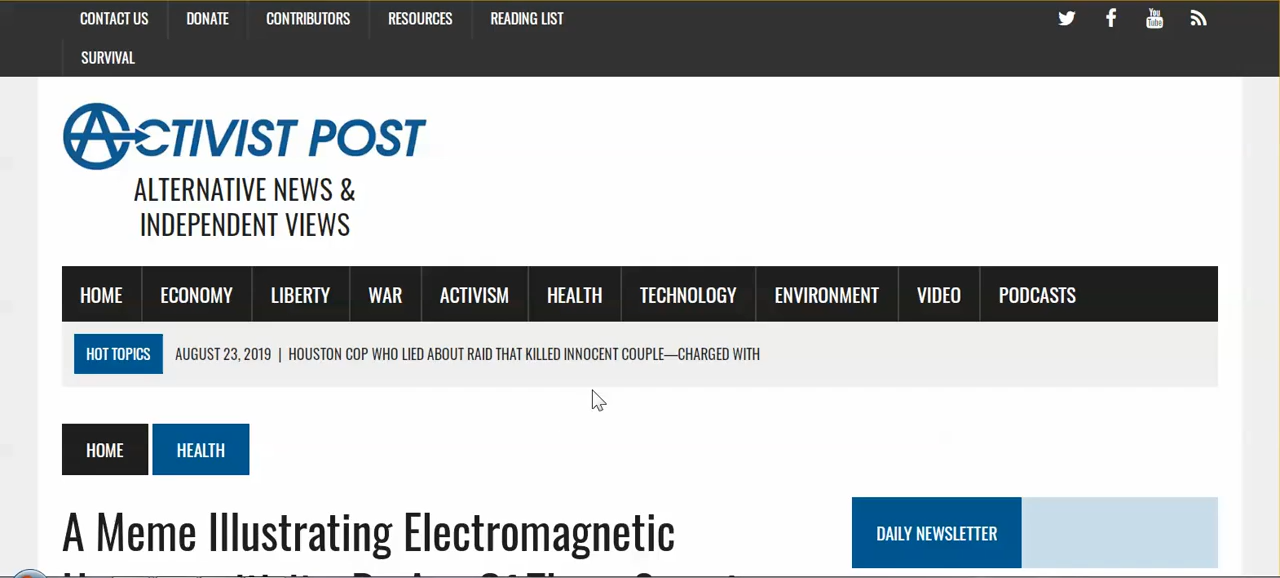 CONTACT US DONATE CONTRIBUTORS RESOURCES READING LIST
You Tube
SURVIVAL
ACTIVIST POST
ALTERNATIVE NEWS &
INDEPENDENT VIEWS
HOME ECONOMY LIBERTY WAR ACTIVISM HEALTH TECHNOLOGY ENVIRONMENT VIDEO PODCASTS
HOT TOPICS AUGUST 23, 2019 | HOUSTON COP WHO LIED ABOUT RAID THAT KILLED INNOCENT COUPLE—CHARGED WITH
HOME HEALTH
A Meme Illustrating Electromagnetic
DAILY NEWSLETTER